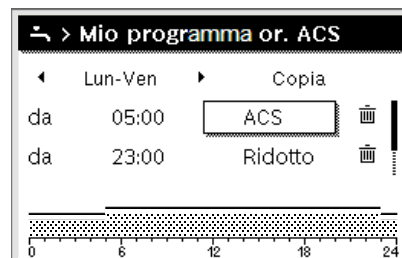 > Mio programma or. ACS
Lun-Ven Copia
da 05:00 ACS
da 23:00 Ridotto
0 6 12 18 24